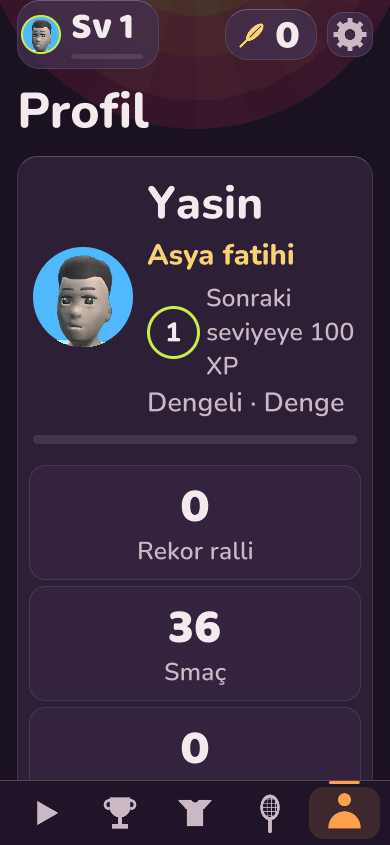 Sv 1
0
Profil
Yasin
Asya fatihi
1
Sonraki
seviyeye 100
XP
Dengeli · Denge
0
Rekor ralli
36
Smaç
0